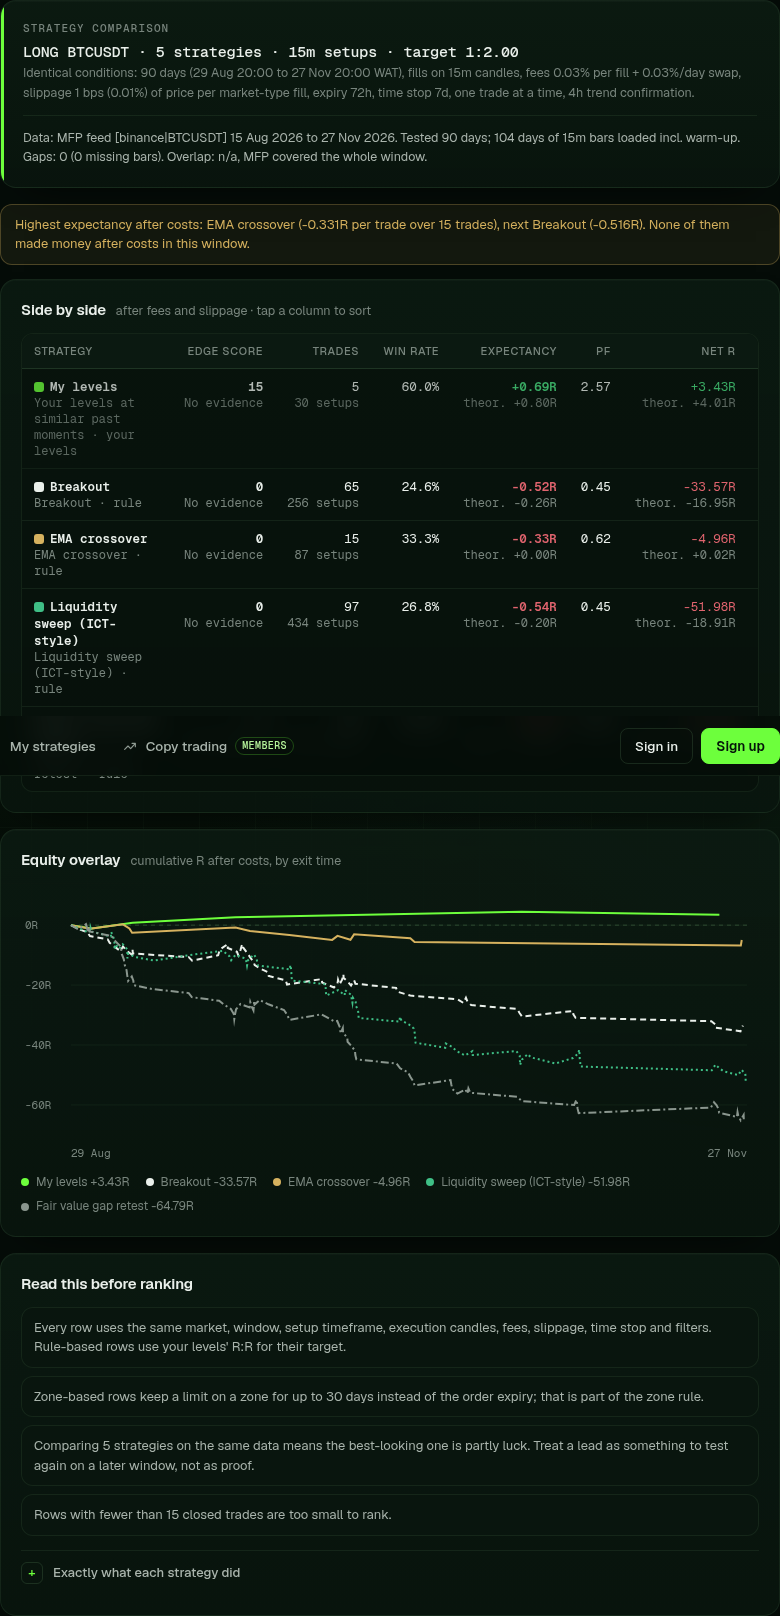 STRATEGY COMPARISON
LONG BTCUSDT · 5 strategies · 15m setups · target 1:2.00
Identical conditions: 90 days (29 Aug 20:00 to 27 Nov 20:00 WAT), fills on 15m candles, fees 0.03% per fill + 0.03%/day swap,
slippage 1 bps (0.01%) of price per market-type fill, expiry 72h, time stop 7d, one trade at a time, 4h trend confirmation.
Data: MFP feed [binance|BTCUSDT] 15 Aug 2026 to 27 Nov 2026. Tested 90 days; 104 days of 15m bars loaded incl. warm-up.
Gaps: 0 (0 missing bars). Overlap: n/a, MFP covered the whole window.
Highest expectancy after costs: EMA crossover (-0.331R per trade over 15 trades), next Breakout (-0.516R). None of them
made money after costs in this window.
Side by side after fees and slippage · tap a column to sort
STRATEGY EDGE SCORE TRADES WIN RATE EXPECTANCY PF NET R
My levels 15 5 60.0% +0.69R 2.57 +3.43R
Your levels at No evidence 30 setups theor. +0.80R theor. +4.01R
similar past
moments · your
levels
Breakout 0 65 24.6% -0.52R 0.45 -33.57R
Breakout · rule No evidence 256 setups theor. -0.26R theor. -16.95R
EMA crossover 0 15 33.3% -0.33R 0.62 -4.96R
EMA crossover · No evidence 87 setups theor. +0.00R theor. +0.02R
rule
Liquidity 0 97 26.8% -0.54R 0.45 -51.98R
sweep (ICT- No evidence 434 setups theor. -0.20R theor. -18.91R
style)
Liquidity sweep
(ICT-style) ·
rule
My strategies Copy trading MEMBERS Sign in Sign up
Equity overlay cumulative R after costs, by exit time
0R
-20R
-40R
-60R
29 Aug 27 Nov
My levels +3.43R Breakout -33.57R EMA crossover -4.96R Liquidity sweep (ICT-style) -51.98R
Fair value gap retest -64.79R
Read this before ranking
Every row uses the same market, window, setup timeframe, execution candles, fees, slippage, time stop and filters.
Rule-based rows use your levels' R:R for their target.
Zone-based rows keep a limit on a zone for up to 30 days instead of the order expiry; that is part of the zone rule.
Comparing 5 strategies on the same data means the best-looking one is partly luck. Treat a lead as something to test
again on a later window, not as proof.
Rows with fewer than 15 closed trades are too small to rank.
+ Exactly what each strategy did